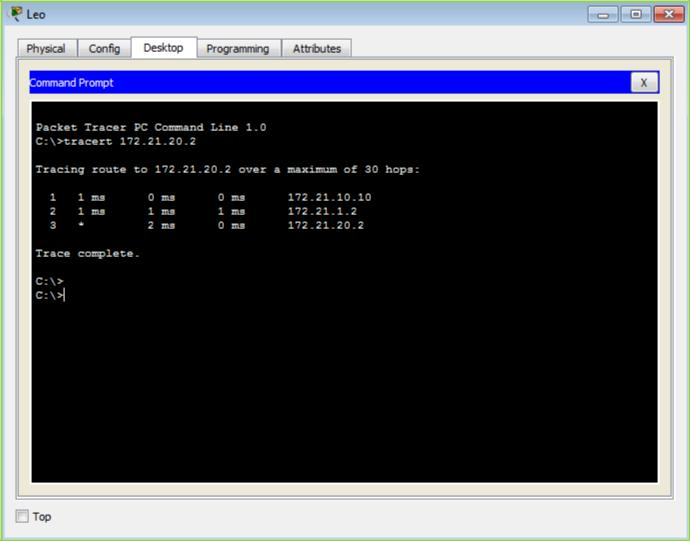 Leo
Physical Config Desktop Programming Attributes
Command Prompt
X
Packet Tracer PC Command Line 1.0
C:\>tracert 172.21.20.2
Tracing route to 172.21.20.2 over a maximum of 30 hops:
1 1 ms 0 ms 0 ms 172.21.10.10
2 1 ms 1 ms 1 ms 172.21.1.2
3 * 2 ms 0 ms 172.21.20.2
Trace complete.
C:\>
C:\>
Top